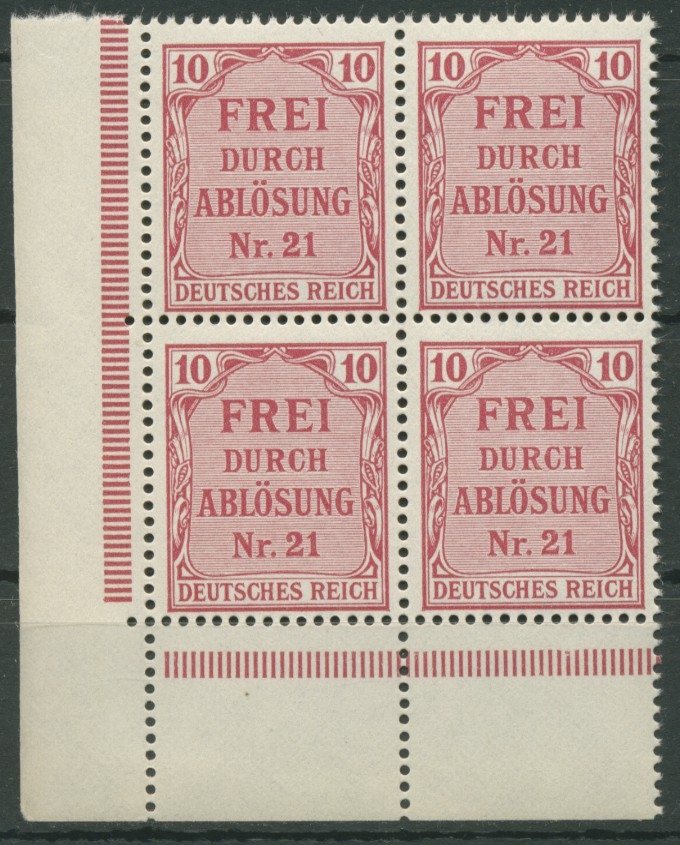 10 10
FREI
DURCH
ABLÖSUNG
Nr. 21
DEUTSCHES REICH
10 10
FREI
DURCH
ABLÖSUNG
Nr. 21
DEUTSCHES REICH
10 10
FREI
DURCH
ABLÖSUNG
Nr. 21
DEUTSCHES REICH
10 10
FREI
DURCH
ABLÖSUNG
Nr. 21
DEUTSCHES REICH